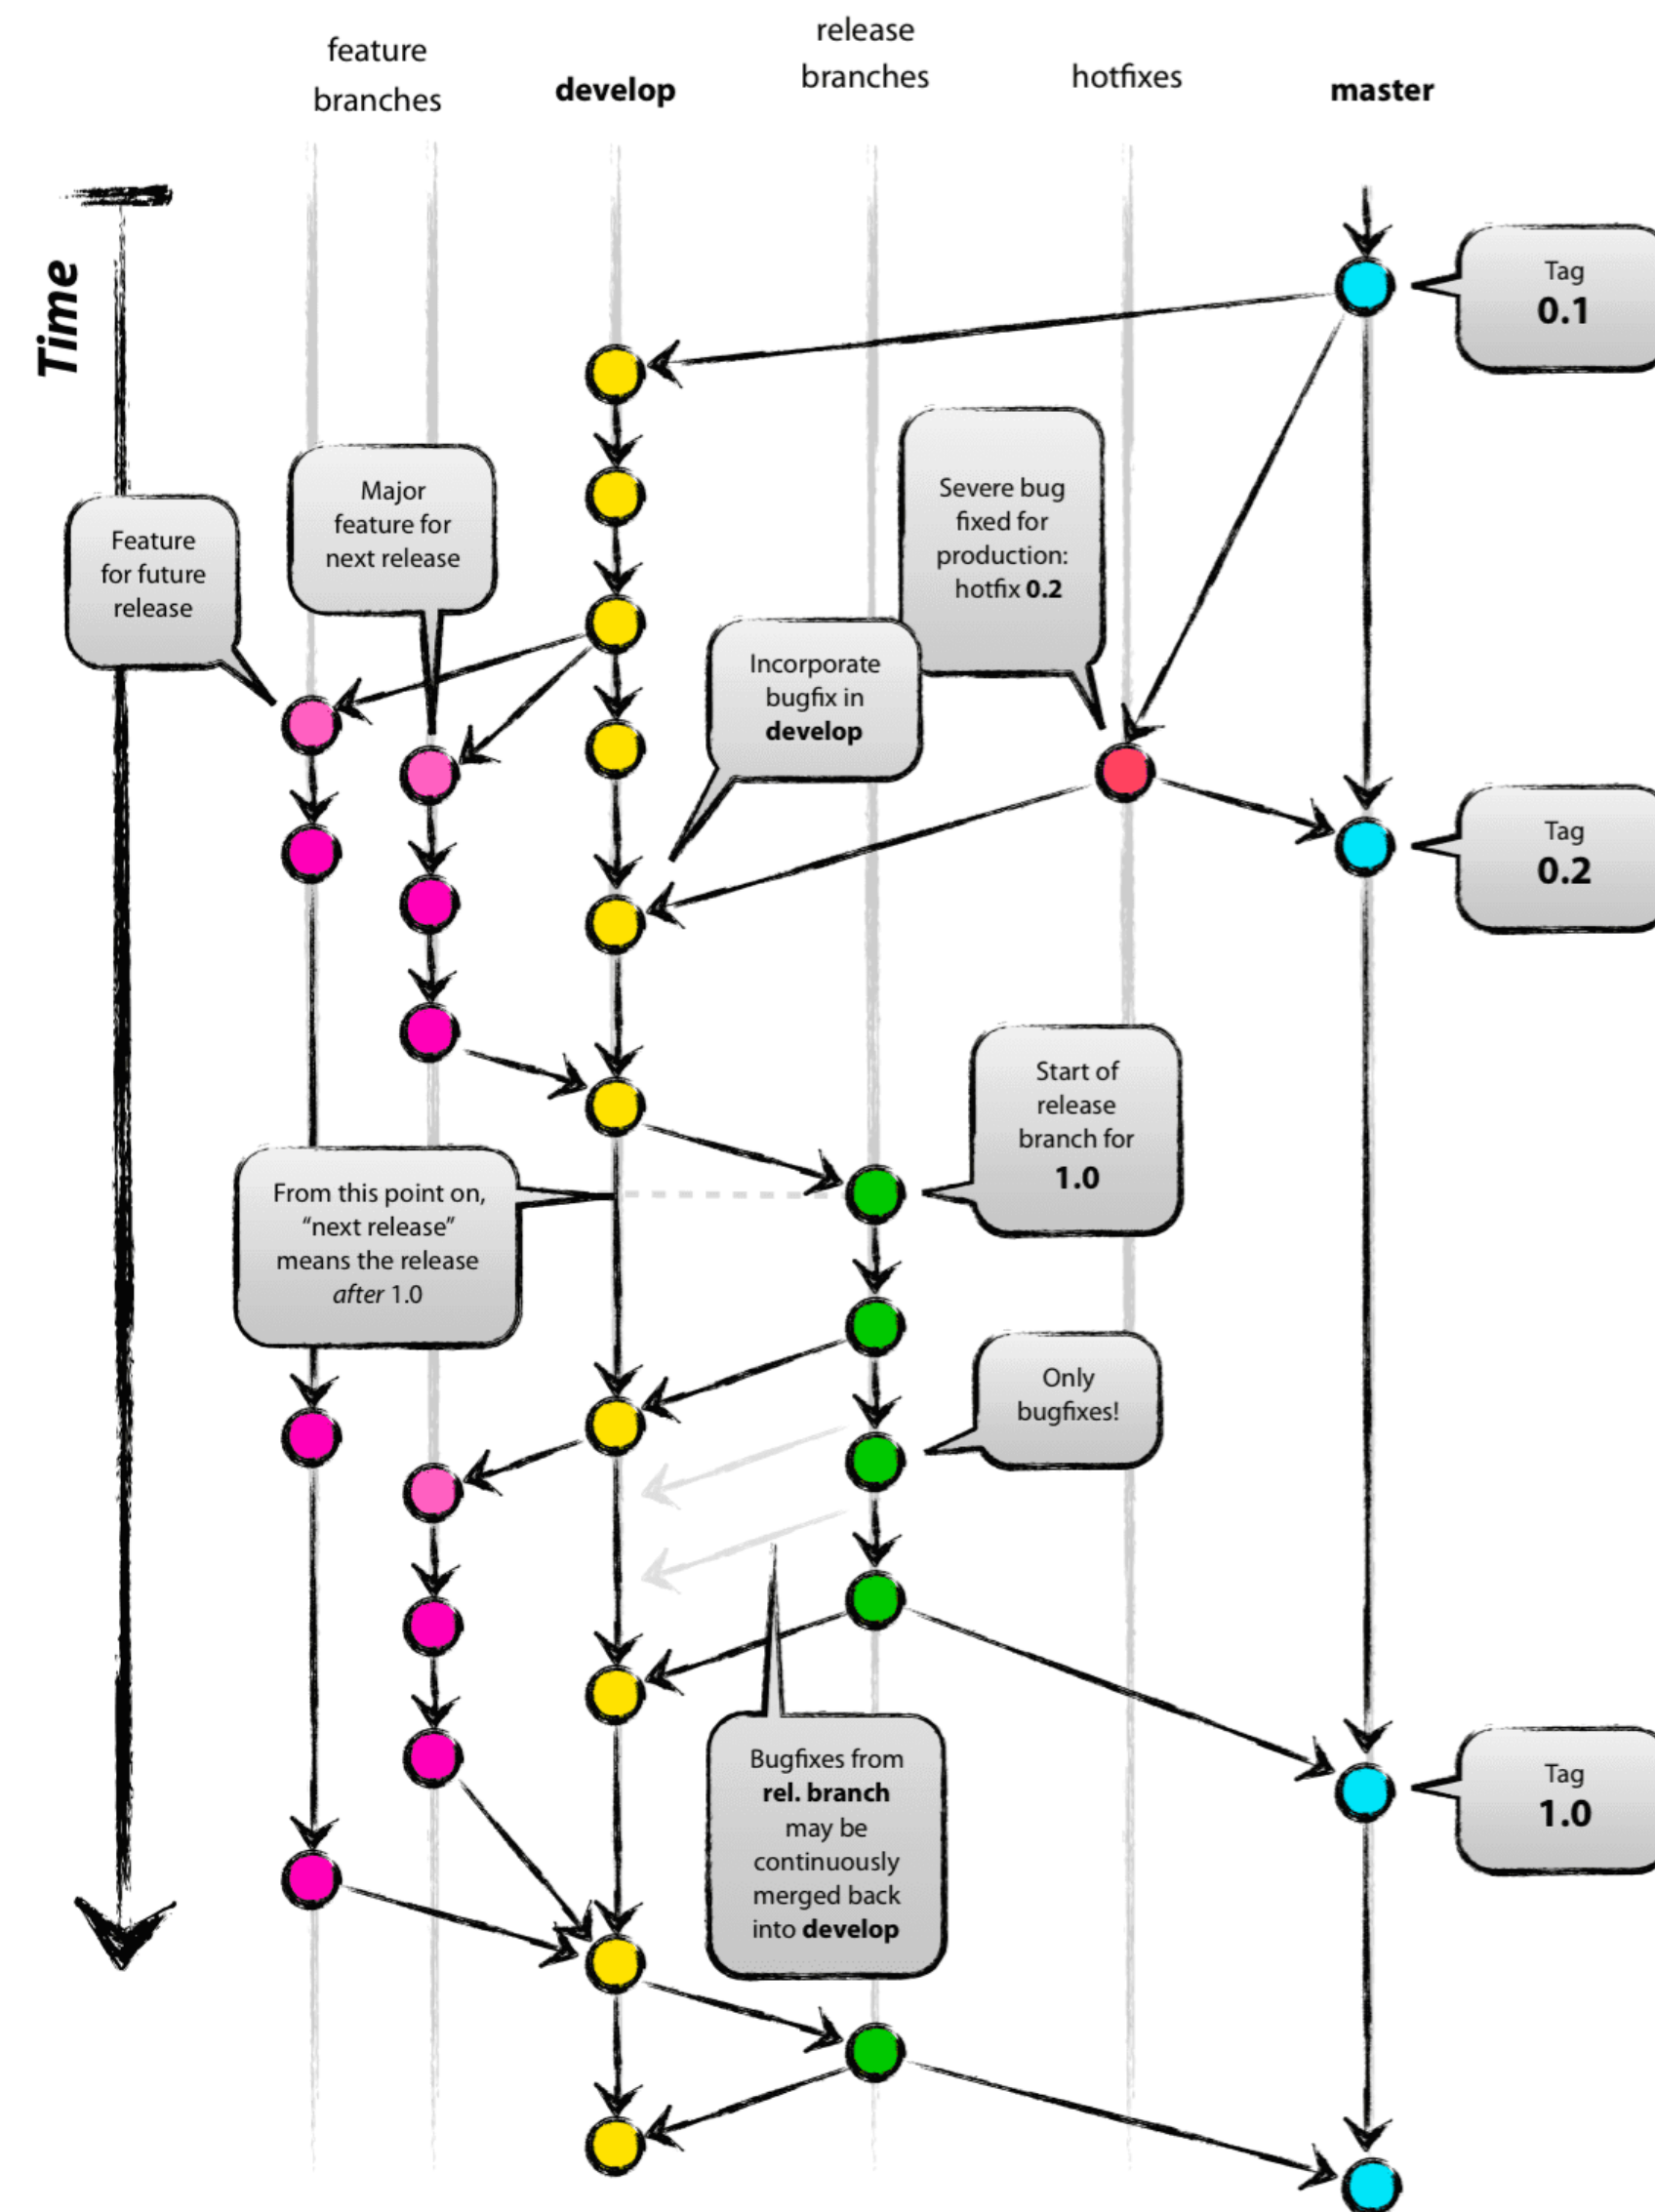 feature
branches
develop
release
branches
hotfixes
master
Time
Tag
0.1
Feature
for future
release
Major
feature for
next release
Severe bug
fixed for
production:
hotfix 0.2
Incorporate
bugfix in
develop
Tag
0.2
Start of
release
branch for
1.0
From this point on,
“next release”
means the release
after 1.0
Only
bugfixes!
Bugfixes from
rel. branch
may be
continuously
merged back
into develop
Tag
1.0